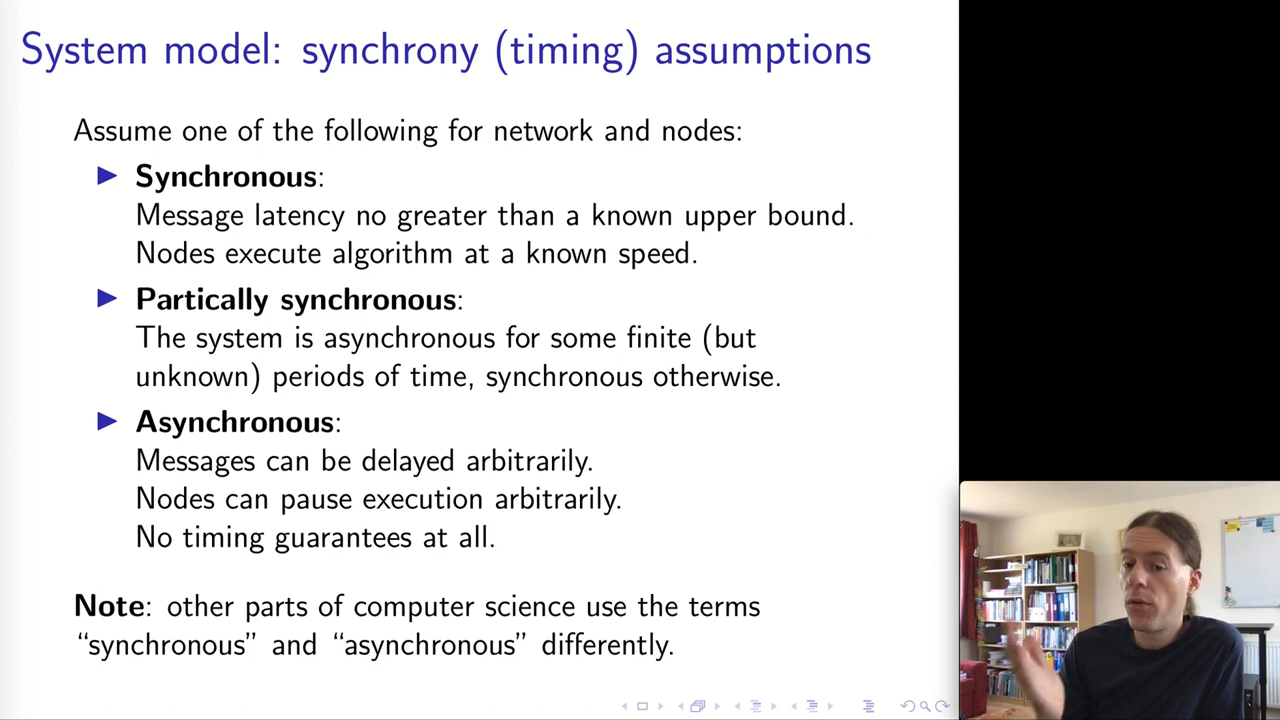 System model: synchrony (timing) assumptions
Assume one of the following for network and nodes:
Synchronous:
Message latency no greater than a known upper bound.
Nodes execute algorithm at a known speed.
Partically synchronous:
The system is asynchronous for some finite (but
unknown) periods of time, synchronous otherwise.
Asynchronous:
Messages can be delayed arbitrarily.
Nodes can pause execution arbitrarily.
No timing guarantees at all.
Note: other parts of computer science use the terms
“synchronous” and “asynchronous” differently.